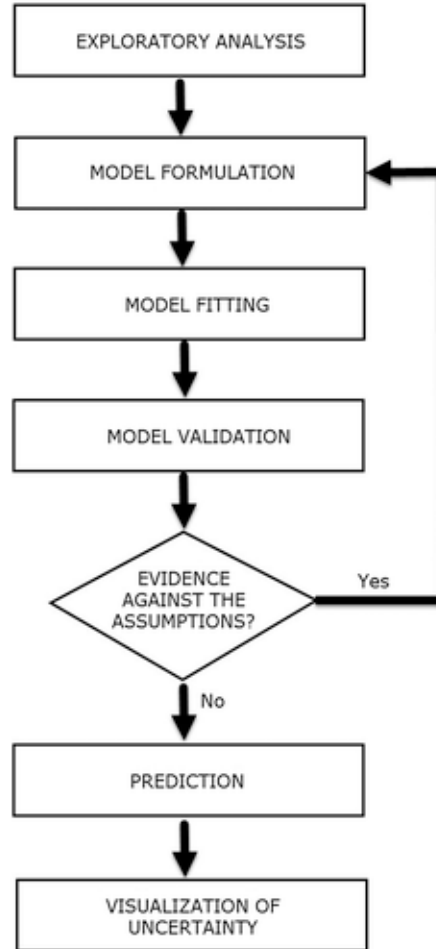 EXPLORATORY ANALYSIS
MODEL FORMULATION
MODEL FITTING
MODEL VALIDATION
EVIDENCE
AGAINST THE
ASSUMPTIONS?
Yes
No
PREDICTION
VISUALIZATION OF
UNCERTAINTY